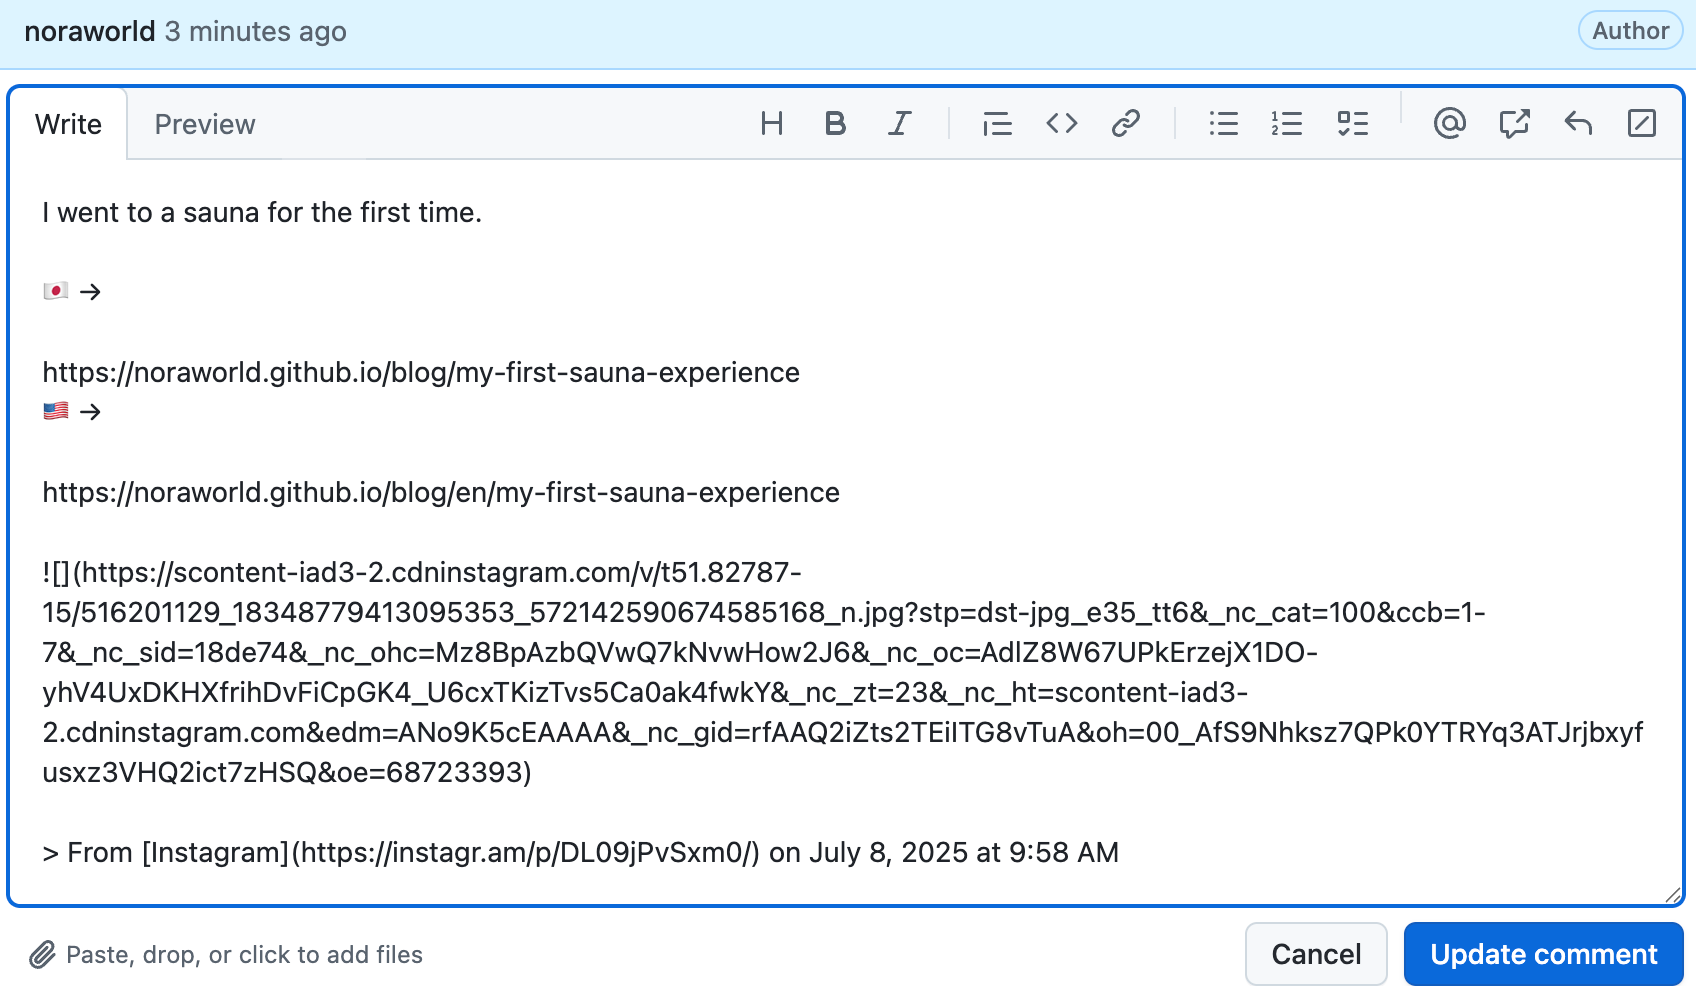 noraworld 3 minutes ago Author
Write Preview
I went to a sauna for the first time.
🇯🇵 →
https://noraworld.github.io/blog/my-first-sauna-experience
🇺🇸 →
https://noraworld.github.io/blog/en/my-first-sauna-experience
![](https://scontent-iad3-2.cdninstagram.com/v/t51.82787-
15/516201129_18348779413095353_572142590674585168_n.jpg?stp=dst-jpg_e35_tt6&_nc_cat=100&ccb=1-
7&_nc_sid=18de74&_nc_ohc=Mz8BpAzbQVwQ7kNvwHow2J6&_nc_oc=AdlZ8W67UPkErzejX1DO-
yhV4UxDKHXfrihDvFiCpGK4_U6cxTKizTvs5Ca0ak4fwkY&_nc_zt=23&_nc_ht=scontent-iad3-
2.cdninstagram.com&edm=ANo9K5cEAAAA&_nc_gid=rfAAQ2iZts2TEiITG8vTuA&oh=00_AfS9Nhksz7QPk0YTRYq3ATJrjbxyf
usxz3VHQ2ict7zHSQ&oe=68723393)
> From [Instagram](https://instagr.am/p/DL09jPvSxm0/) on July 8, 2025 at 9:58 AM
Paste, drop, or click to add files
Cancel Update comment